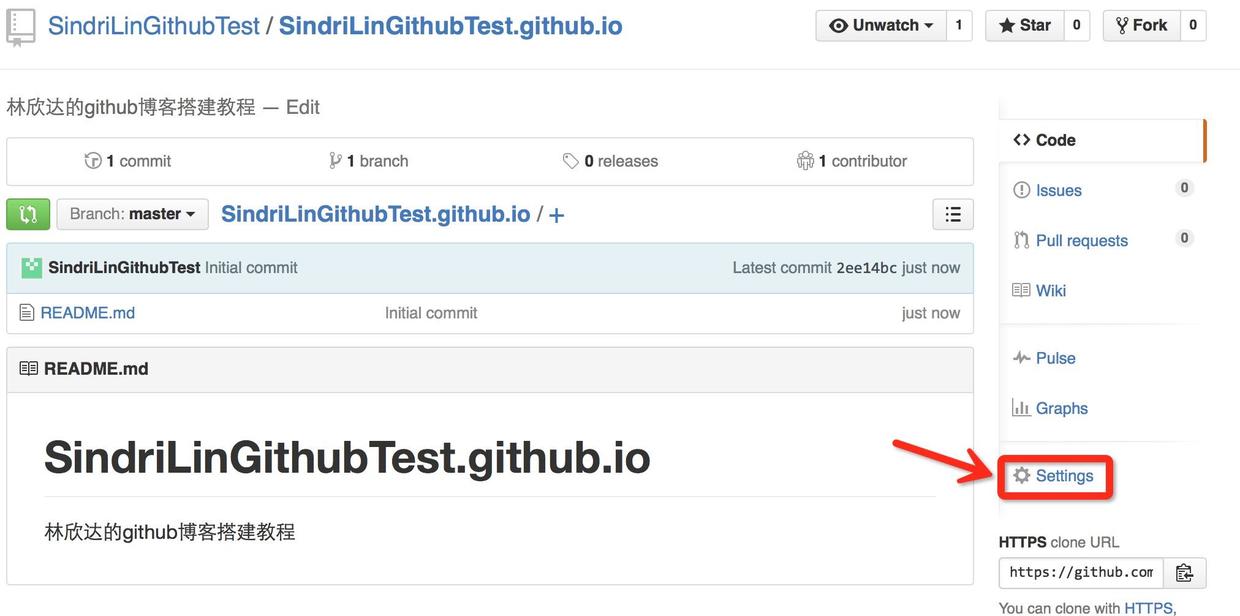 SindriLinGithubTest / SindriLinGithubTest.github.io
Unwatch 1 Star 0 Fork 0
林欣达的github博客搭建教程 — Edit
1 commit 1 branch 0 releases 1 contributor
Branch: master SindriLinGithubTest.github.io / +
SindriLinGithubTest Initial commit Latest commit 2ee14bc just now
README.md Initial commit just now
README.md
SindriLinGithubTest.github.io
林欣达的github博客搭建教程
Code
Issues 0
Pull requests 0
Wiki
Pulse
Graphs
Settings
HTTPS clone URL
https://github.com
You can clone with HTTPS,